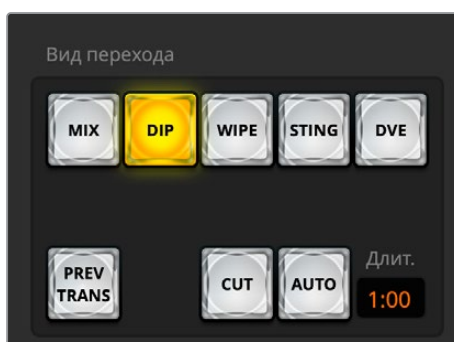 Вид перехода
MIX DIP WIPE STING DVE
Длит.
PREV TRANS CUT AUTO 1:00